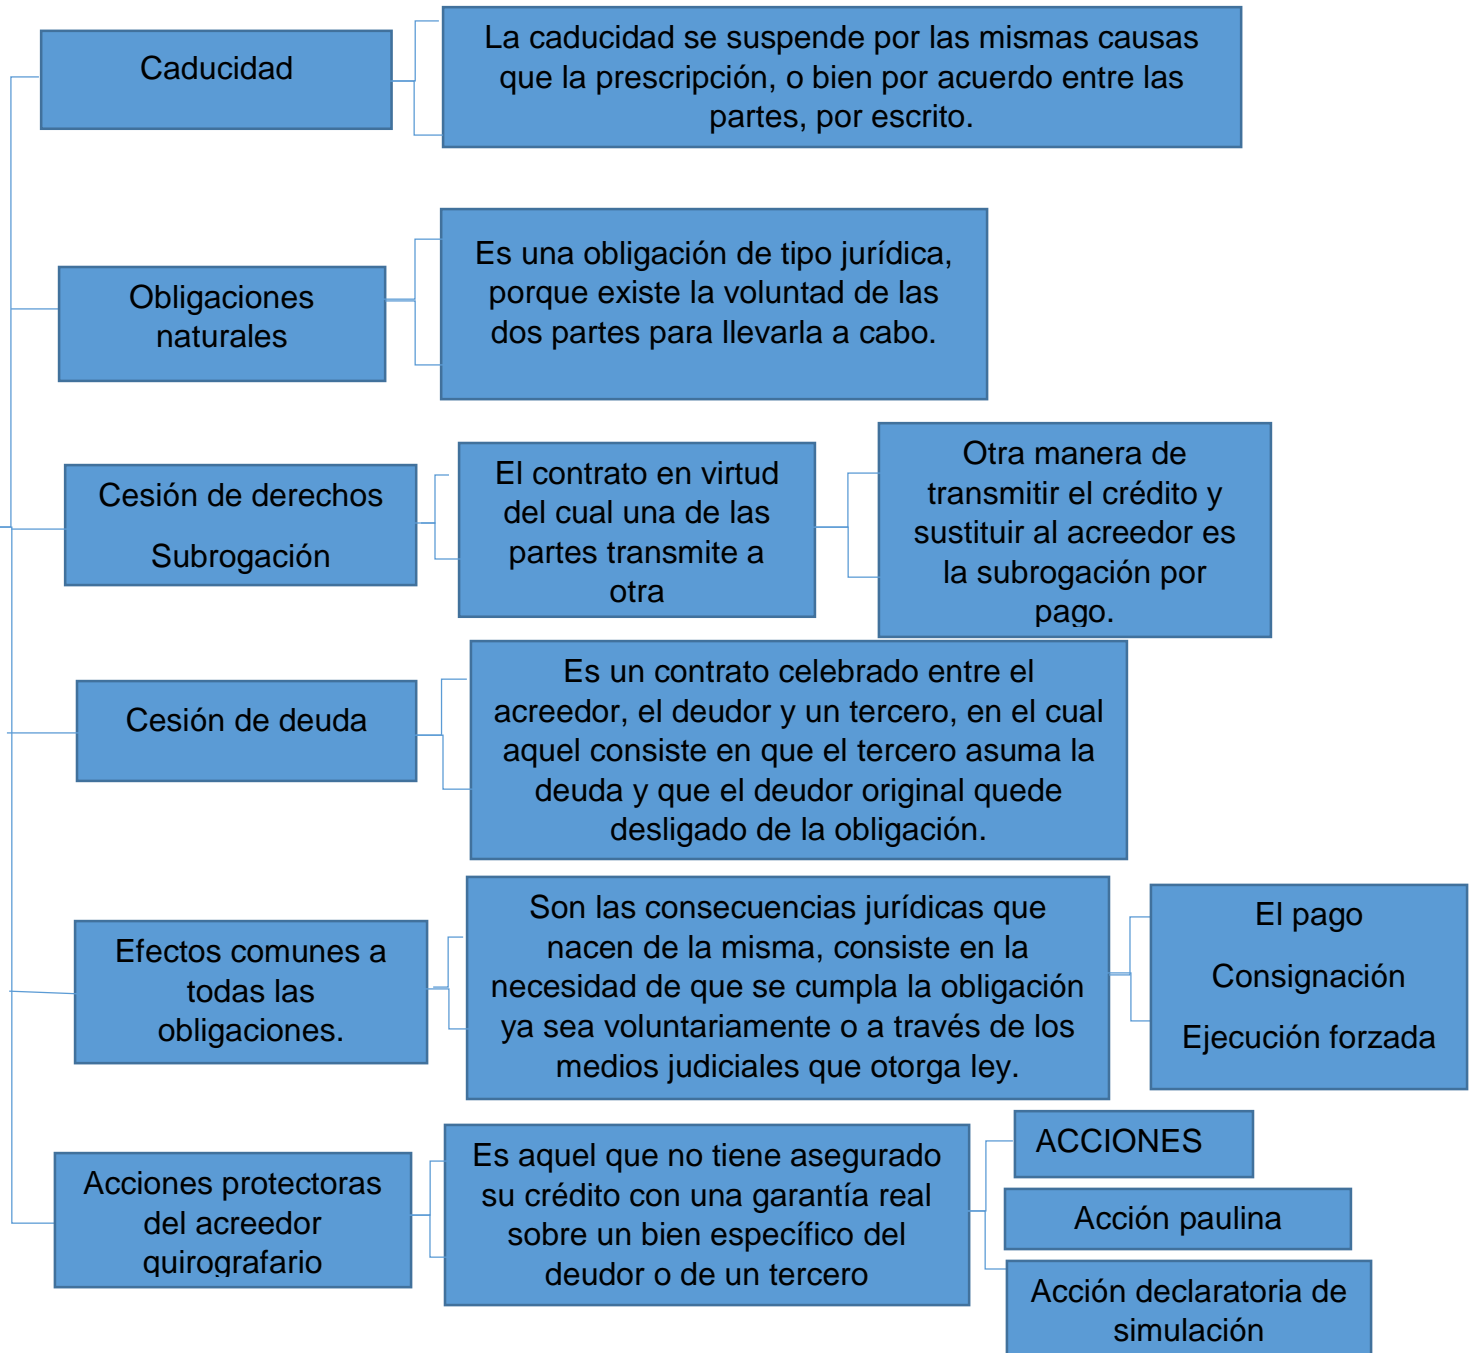 Caducidad
La caducidad se suspende por las mismas causas
que la prescripción, o bien por acuerdo entre las
partes, por escrito.
Obligaciones
naturales
Es una obligación de tipo jurídica,
porque existe la voluntad de las
dos partes para llevarla a cabo.
Cesión de derechos
Subrogación
El contrato en virtud
del cual una de las
partes transmite a
otra
Otra manera de
transmitir el crédito y
sustituir al acreedor es
la subrogación por
pago.
Cesión de deuda
Es un contrato celebrado entre el
acreedor, el deudor y un tercero, en el cual
aquel consiste en que el tercero asuma la
deuda y que el deudor original quede
desligado de la obligación.
Efectos comunes a
todas las
obligaciones.
Son las consecuencias jurídicas que
nacen de la misma, consiste en la
necesidad de que se cumpla la obligación
ya sea voluntariamente o a través de los
medios judiciales que otorga ley.
El pago
Consignación
Ejecución forzada
Acciones protectoras
del acreedor
quirografario
Es aquel que no tiene asegurado
su crédito con una garantía real
sobre un bien específico del
deudor o de un tercero
ACCIONES
Acción paulina
Acción declaratoria de
simulación